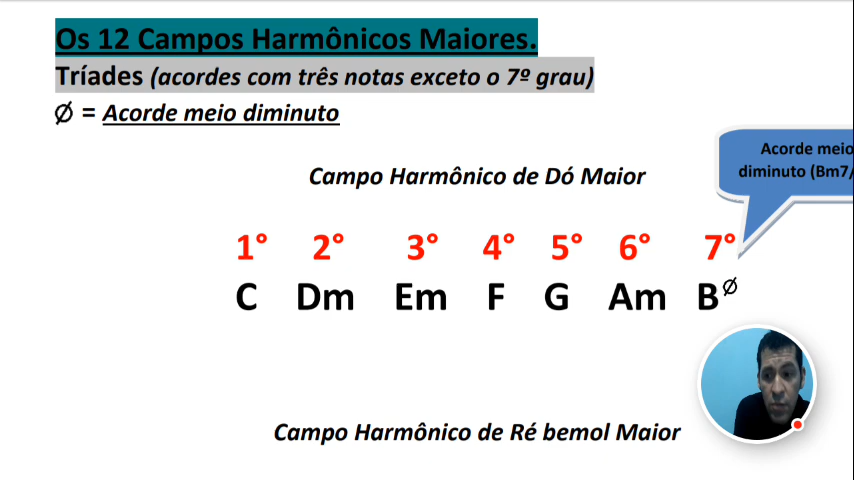 Os 12 Campos Harmônicos Maiores.
Tríades (acordes com três notas exceto o 7º grau)
Ø = Acorde meio diminuto
Acorde meio
diminuto (Bm7/
Campo Harmônico de Dó Maior
1° 2° 3° 4° 5° 6° 7°
C Dm Em F G Am BØ
Campo Harmônico de Ré bemol Maior